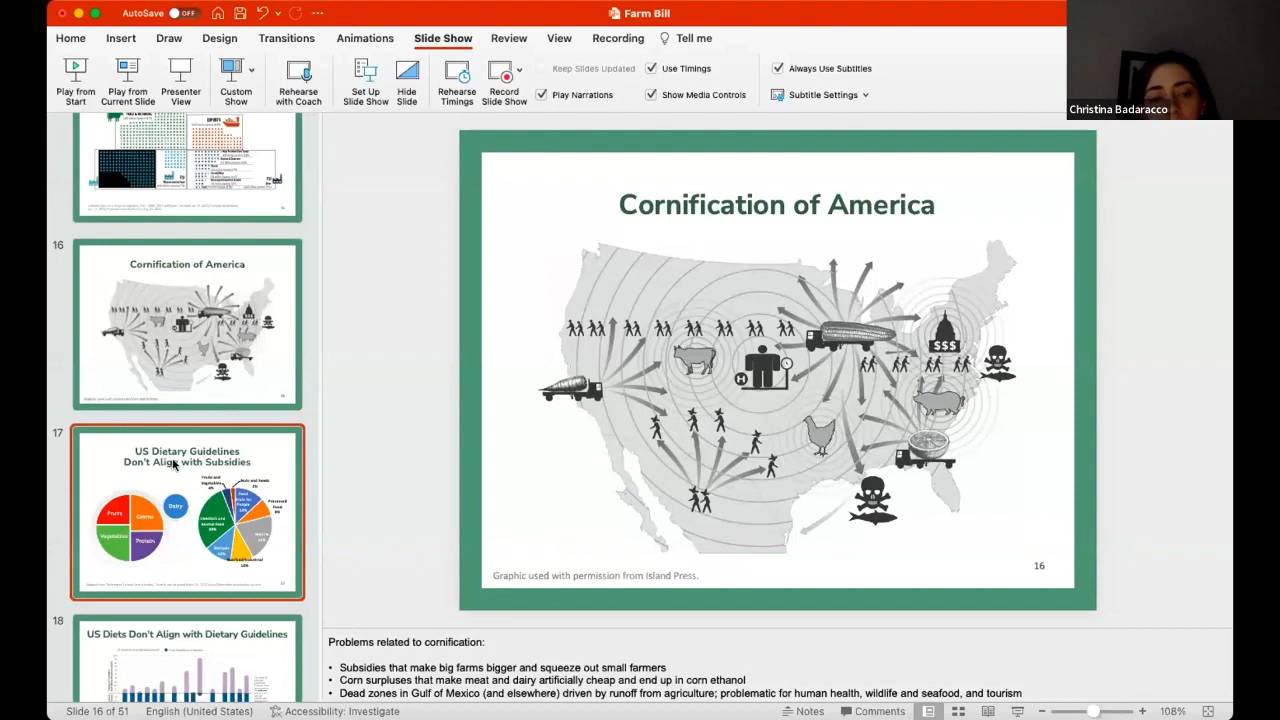 AutoSave OFF
Farm Bill
Home Insert Draw Design Transitions Animations Slide Show Review View Recording Tell me
Play from Start
Play from Current Slide
Presenter View
Custom Show
Rehearse with Coach
Set Up Slide Show
Hide Slide
Rehearse Timings
Record Slide Show
Keep Slides Updated
Use Timings
Always Use Subtitles
Play Narrations
Show Media Controls
Subtitle Settings
Christina Badaracco
16
Cornification of America
17
US Dietary Guidelines
Don't Align with Subsidies
Fruits
Grains
Vegetables
Protein
Dairy
18
US Diets Don't Align with Dietary Guidelines
Cornification of America
$$$
H
16
Graphic used with permission from Island Press.
Problems related to cornification:
• Subsidies that make big farms bigger and squeeze out small farmers
• Corn surpluses that make meat and dairy artificially cheap and end up in corn ethanol
• Dead zones in Gulf of Mexico (and elsewhere) driven by runoff from agriculture; problematic for human health, wildlife and seafood, and tourism
Slide 16 of 51 English (United States) Accessibility: Investigate Notes Comments 108%